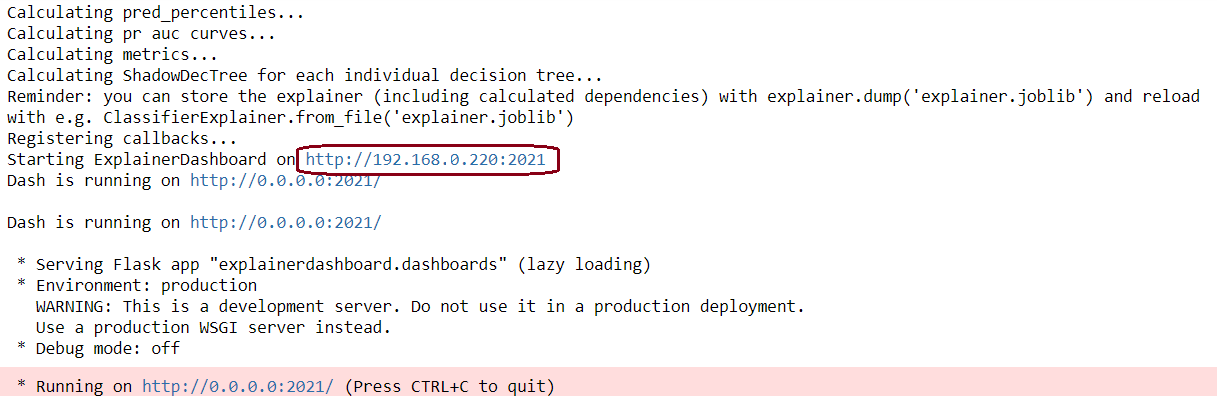 Calculating pred_percentiles...
Calculating pr auc curves...
Calculating metrics...
Calculating ShadowDecTree for each individual decision tree...
Reminder: you can store the explainer (including calculated dependencies) with explainer.dump('explainer.joblib') and reload
with e.g. ClassifierExplainer.from_file('explainer.joblib')
Registering callbacks...
Starting ExplainerDashboard on http://192.168.0.220:2021
Dash is running on http://0.0.0.0:2021/
Dash is running on http://0.0.0.0:2021/
* Serving Flask app "explainerdashboard.dashboards" (lazy loading)
* Environment: production
WARNING: This is a development server. Do not use it in a production deployment.
Use a production WSGI server instead.
* Debug mode: off
* Running on http://0.0.0.0:2021/ (Press CTRL+C to quit)